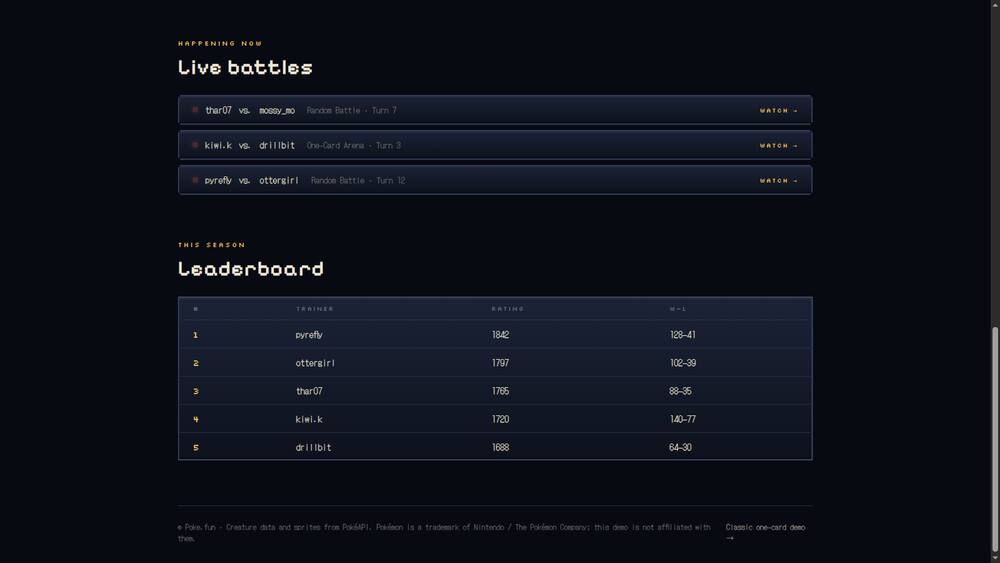 HAPPENING NOW
Live battles
thar07 vs. mossy_mo Random Battle · Turn 7 WATCH →
kiwi.k vs. drillbit One-Card Arena · Turn 3 WATCH →
pyrefly vs. ottergirl Random Battle · Turn 12 WATCH →
THIS SEASON
Leaderboard
# TRAINER RATING W–L
1 pyrefly 1842 128–41
2 ottergirl 1797 102–39
3 thar07 1765 88–35
4 kiwi.k 1720 140–77
5 drillbit 1688 64–30
© Poke.fun · Creature data and sprites from PokéAPI. Pokémon is a trademark of Nintendo / The Pokémon Company; this demo is not affiliated with
them.
Classic one-card demo
→